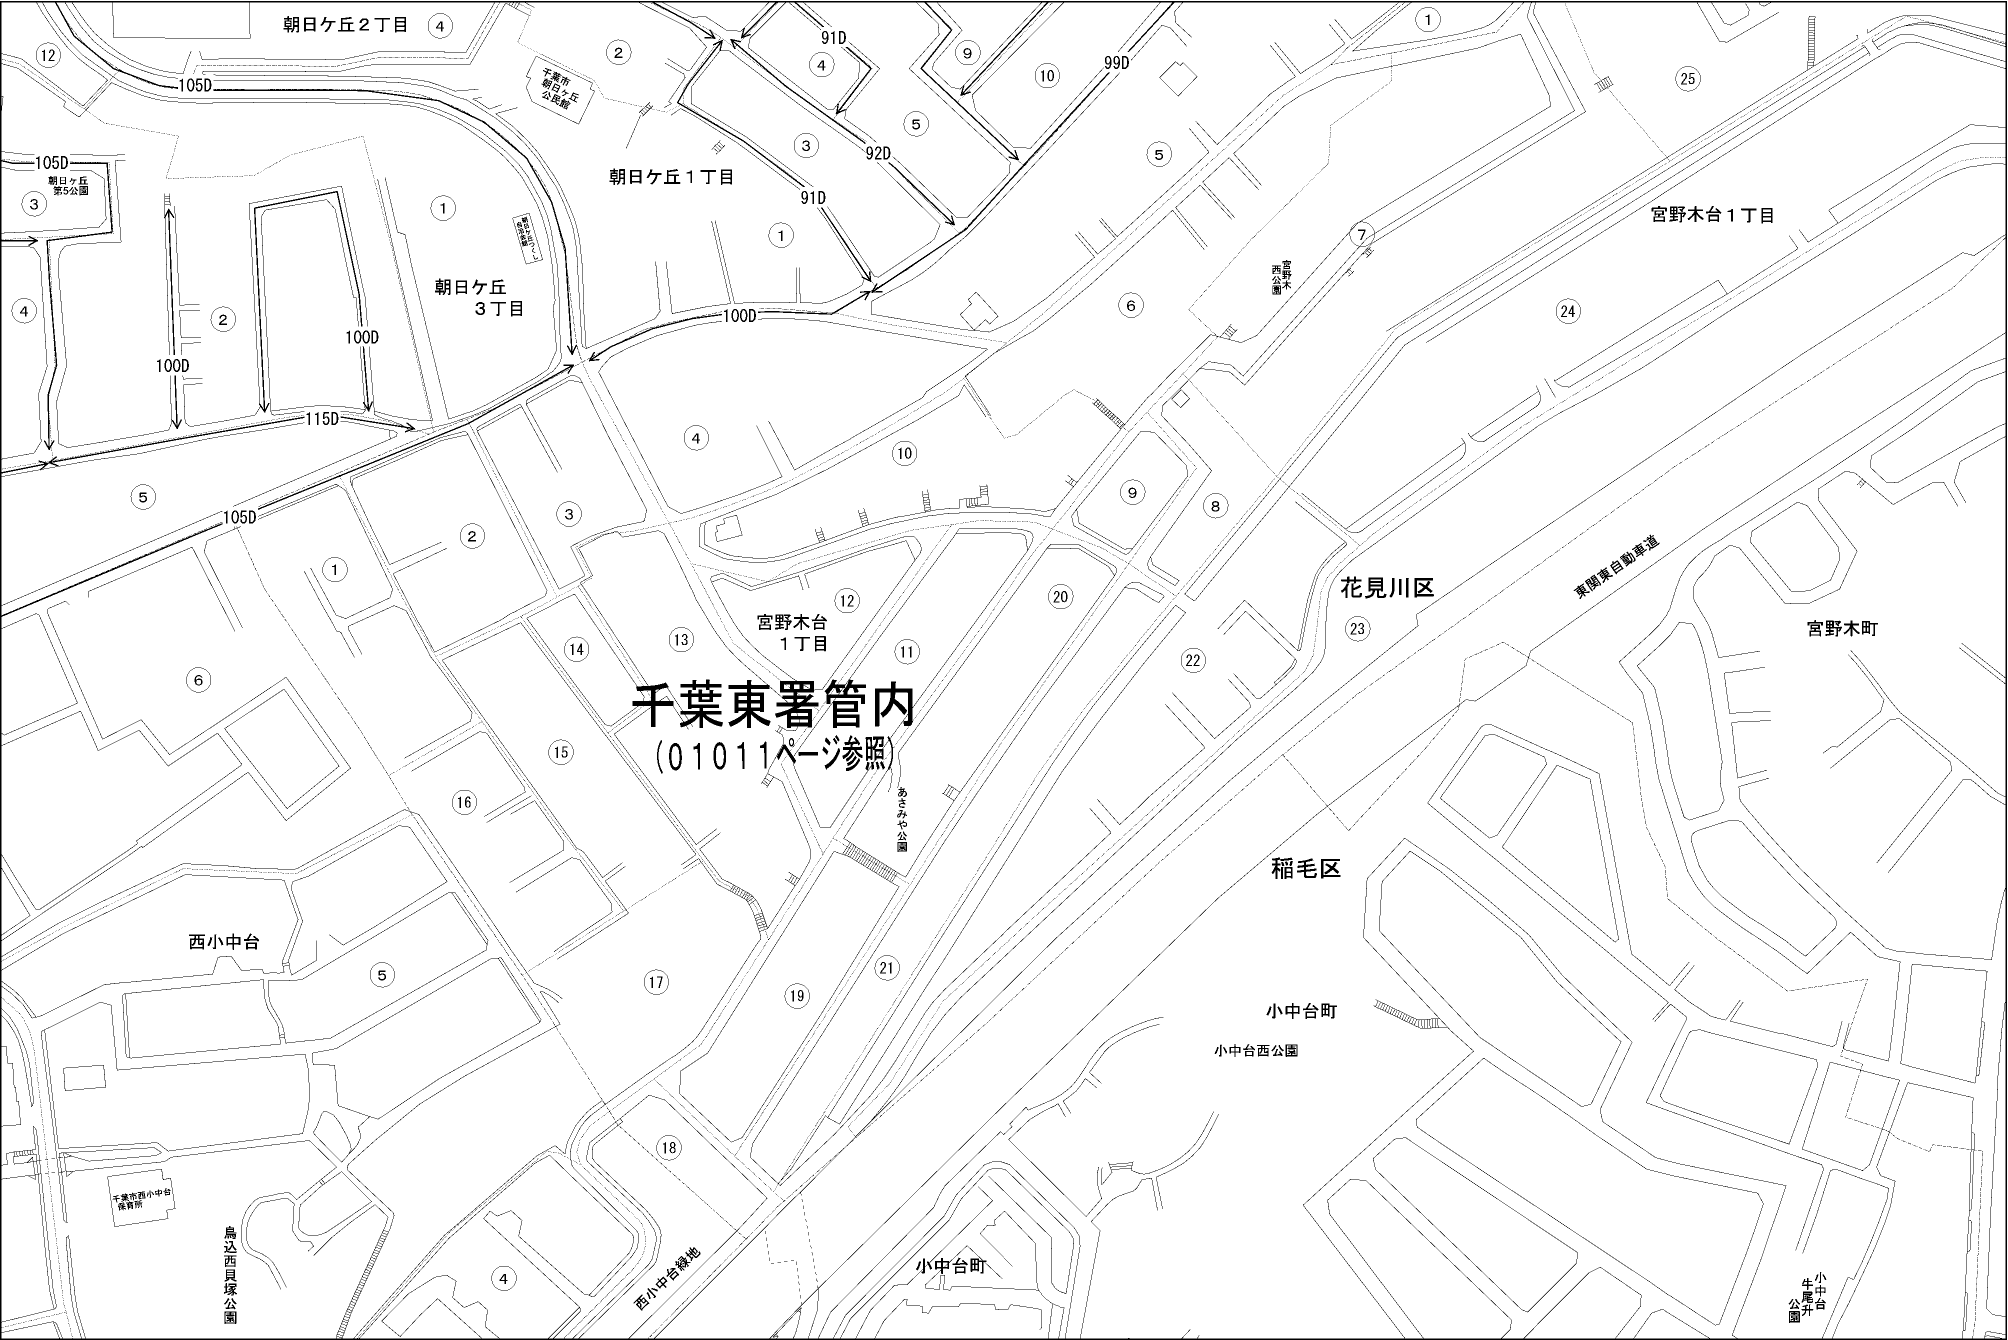 朝日ケ丘２丁目
④
②
91D
④
⑨
⑩
99D
①
25
⑫
105D
千葉市
朝日ケ丘
公民館
③
⑤
92D
⑤
105D
朝日ケ丘
第5公園
③
①
朝日ケ丘１丁目
91D
①
⑦
宮野木台１丁目
朝日ケ丘
３丁目
宮野木
西公園
⑥
24
④
②
100D
100D
100D
115D
④
⑩
⑤
105D
③
②
⑨
⑧
①
東関東自動車道
花見川区
⑫
20
宮野木台
１丁目
⑬
⑭
⑪
22
23
宮野木町
⑥
千葉東署管内
（０１０１１ページ参照）
⑮
⑯
あさみや公園
稲毛区
西小中台
⑤
⑰
⑲
21
小中台町
小中台西公園
⑱
千葉市西小中台
保育所
鳥込西貝塚公園
④
西小中台緑地
小中台町
小中台
牛尾升
公園